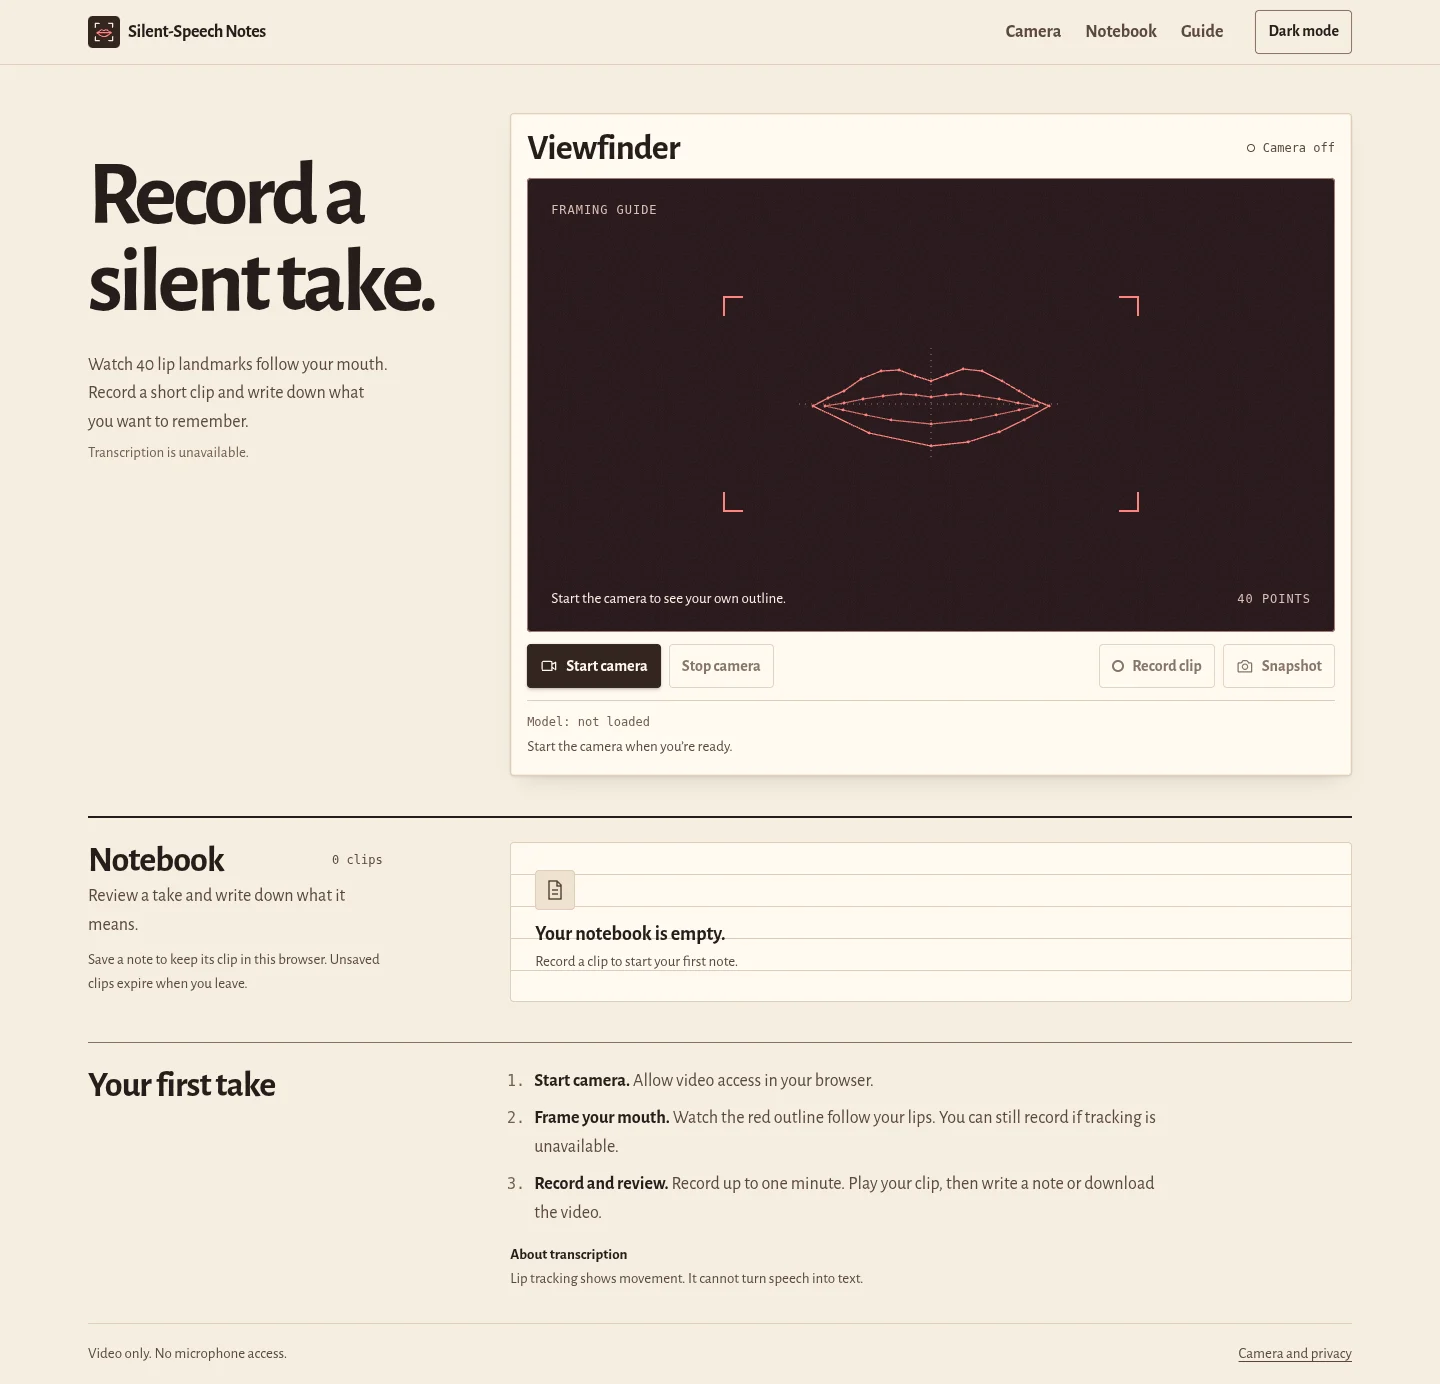 Silent-Speech Notes
Camera
Notebook
Guide
Dark mode
Record a
silent take.
Watch 40 lip landmarks follow your mouth.
Record a short clip and write down what
you want to remember.
Transcription is unavailable.
Viewfinder
Camera off
FRAMING GUIDE
Start the camera to see your own outline.
40 POINTS
Start camera
Stop camera
Record clip
Snapshot
Model: not loaded
Start the camera when you're ready.
Notebook
0 clips
Review a take and write down what it
means.
Save a note to keep its clip in this browser. Unsaved
clips expire when you leave.
Your notebook is empty.
Record a clip to start your first note.
Your first take
1. Start camera. Allow video access in your browser.
2. Frame your mouth. Watch the red outline follow your lips. You can still record if tracking is
unavailable.
3. Record and review. Record up to one minute. Play your clip, then write a note or download
the video.
About transcription
Lip tracking shows movement. It cannot turn speech into text.
Video only. No microphone access.
Camera and privacy